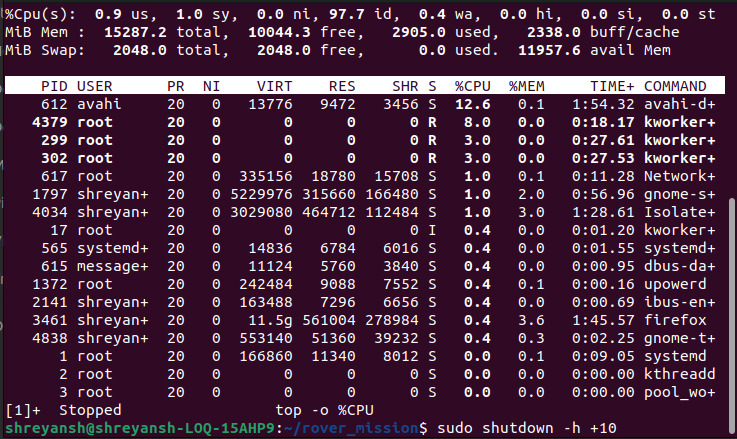 %Cpu(s):  0.9 us,  1.0 sy,  0.0 ni, 97.7 id,  0.4 wa,  0.0 hi,  0.0 si,  0.0 st
MiB Mem :  15287.2 total,  10044.3 free,   2905.0 used,   2338.0 buff/cache
MiB Swap:   2048.0 total,   2048.0 free,      0.0 used.  11957.6 avail Mem
PID USER      PR  NI    VIRT    RES    SHR S  %CPU  %MEM     TIME+ COMMAND
612 avahi     20   0   13776   9472   3456 S  12.6   0.1   1:54.32 avahi-d+
4379 root      20   0       0      0      0 R   8.0   0.0   0:18.17 kworker+
299 root      20   0       0      0      0 R   3.0   0.0   0:27.61 kworker+
302 root      20   0       0      0      0 R   3.0   0.0   0:27.53 kworker+
617 root      20   0  335156  18780  15708 S   1.0   0.1   0:11.28 Network+
1797 shreyan+  20   0 5229976 315660 166480 S   1.0   2.0   0:56.96 gnome-s+
4034 shreyan+  20   0 3029080 464712 112484 S   1.0   3.0   1:28.61 Isolate+
17 root      20   0       0      0      0 I   0.4   0.0   0:01.20 kworker+
565 systemd+  20   0   14836   6784   6016 S   0.4   0.0   0:01.55 systemd+
615 message+  20   0   11124   5760   3840 S   0.4   0.0   0:00.95 dbus-da+
1372 root      20   0  242484   9088   7552 S   0.4   0.1   0:00.16 upowerd
2141 shreyan+  20   0  163488   7296   6656 S   0.4   0.0   0:00.69 ibus-en+
3461 shreyan+  20   0   11.5g 561004 278984 S   0.4   3.6   1:45.57 firefox
4838 shreyan+  20   0  553140  51360  39232 S   0.4   0.3   0:02.25 gnome-t+
1 root      20   0  166860  11340   8012 S   0.0   0.1   0:09.05 systemd
2 root      20   0       0      0      0 S   0.0   0.0   0:00.00 kthreadd
3 root      20   0       0      0      0 S   0.0   0.0   0:00.00 pool_wo+
[1]+  Stopped                 top -o %CPU
shreyansh@shreyansh-LOQ-15AHP9:~/rover_mission$ sudo shutdown -h +10